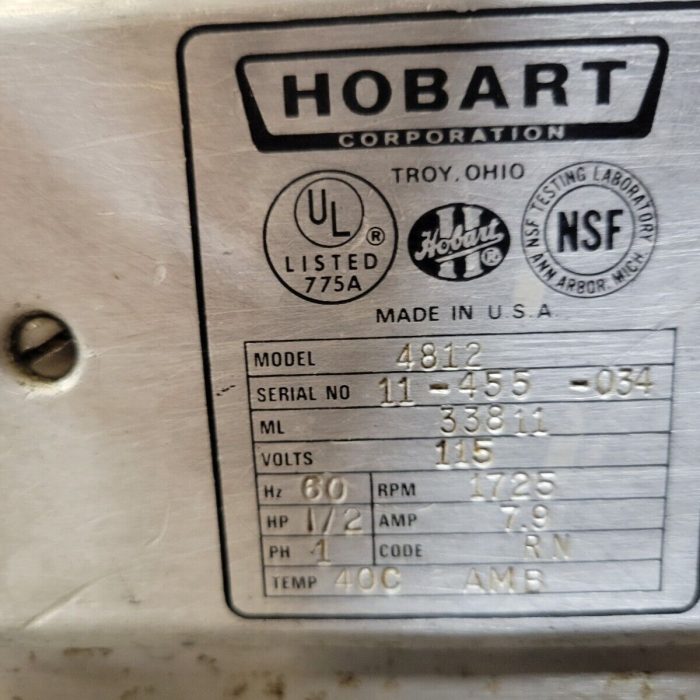 HOBART
CORPORATION
TROY, OHIO
UL
®
LISTED
775A
Hobart
®
NSF TESTING LABORATORY
NSF
ANN ARBOR, MICH.
MADE IN U.S.A.
MODEL 4812
SERIAL NO 11-455 -034
ML 33811
VOLTS 115
Hz 60 RPM 1725
HP 1/2 AMP 7.9
PH 1 CODE RN
TEMP 40C AMB